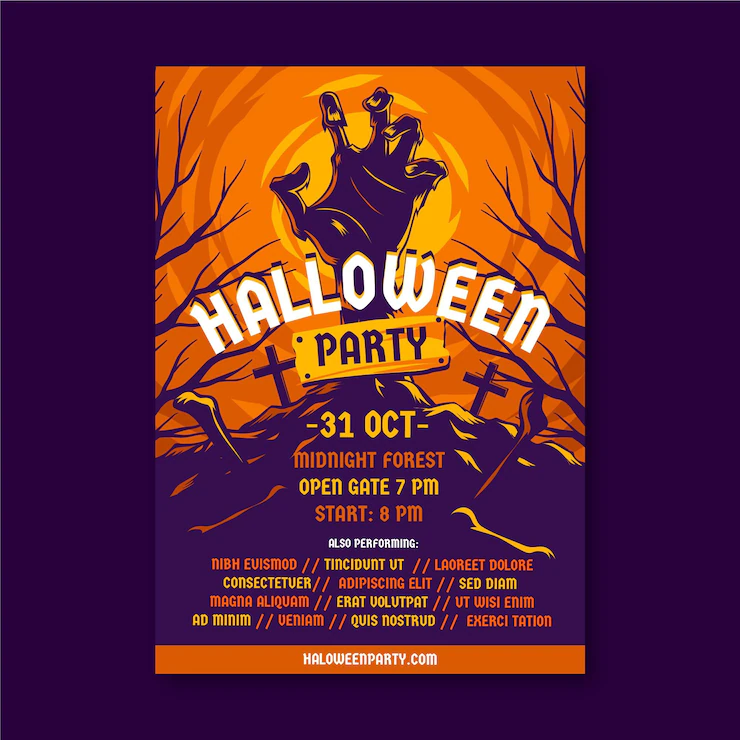 HALLOWEEN
PARTY
-31 OCT-
MIDNIGHT FOREST
OPEN GATE 7 PM
START: 8 PM
ALSO PERFORMING:
NIBH EUISMOD // TINCIDUNT UT // LAOREET DOLORE
CONSECTETUER// ADIPISCING ELIT // SED DIAM
MAGNA ALIQUAM // ERAT VOLUTPAT // UT WISI ENIM
AD MINIM // VENIAM // QUIS NOSTRUD // EXERCI TATION
HALOWEENPARTY.COM